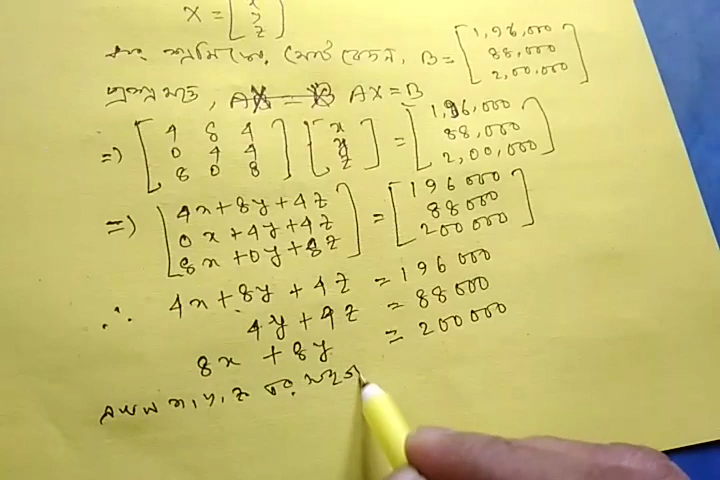 X = [x y z]
মোট বেতন, B = [1,96,000 88,000 2,00,000]
প্রশ্নমতে, AX = B
=> [4 8 4 0 4 4 8 0 8] [x y z] = [1,96,000 88,000 2,00,000]
=> [4x+8y+4z 0x+4y+4z 8x+0y+8z] = [196000 88000 200000]
∴ 4x+8y+4z = 196000
4y+4z = 88000
8x+8y = 200000
এখন x,y,z এর